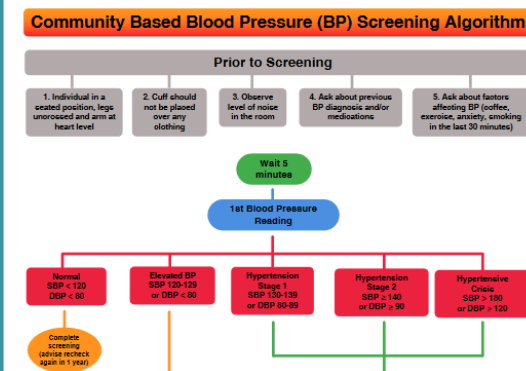 Community Based Blood Pressure (BP) Screening Algorithm
Prior to Screening
1. Individual in a
seated position, legs
uncrossed and arm at
heart level
2. Cuff should
not be placed
over any
clothing
3. Observe
level of noise
in the room
4. Ask about previous
BP diagnosis and/or
medications
5. Ask about factors
affecting BP (coffee,
exercise, anxiety, smoking
in the last 30 minutes)
Wait 5
minutes
1st Blood Pressure
Reading
Normal
SBP < 120
DBP < 80
Elevated BP
SBP 120-129
or DBP < 80
Hypertension
Stage 1
SBP 130-139
or DBP 80-89
Hypertension
Stage 2
SBP ≥ 140
or DBP ≥ 90
Hypertensive
Crisis
SBP > 180
or DBP > 120
Complete
screening
(advise recheck
again in 1 year)